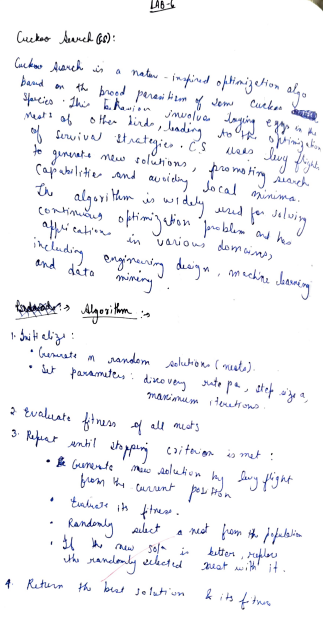 LAB-6
Cuckoo Search (CS):
Cuckoo Search is a nature-inspired optimization algo
based on the brood parasitism of some cuckoo
species. This behavior involves laying eggs in the
nests of other birds, leading to the optimization
of survival strategies. C.S uses levy flights
to generate new solutions, promoting search
capabilities and avoiding local minima.
The algorithm is widely used for solving
continuous optimization problem and has
applications in various domains,
including engineering design, machine learning
and data mining.
Algorithm :→
1. Initialize :
• Generate n random solutions (nests).
• Set parameters: discovery rate pa, step size a,
maximum iterations.
2. Evaluate fitness of all nests
3. Repeat until stopping criterion is met :
• Generate new solution by levy flight
from the current position
• Evaluate its fitness.
• Randomly select a nest from the population
• If the new soln is better, replace
the randomly selected nest with it.
4. Return the best solution & its fitness